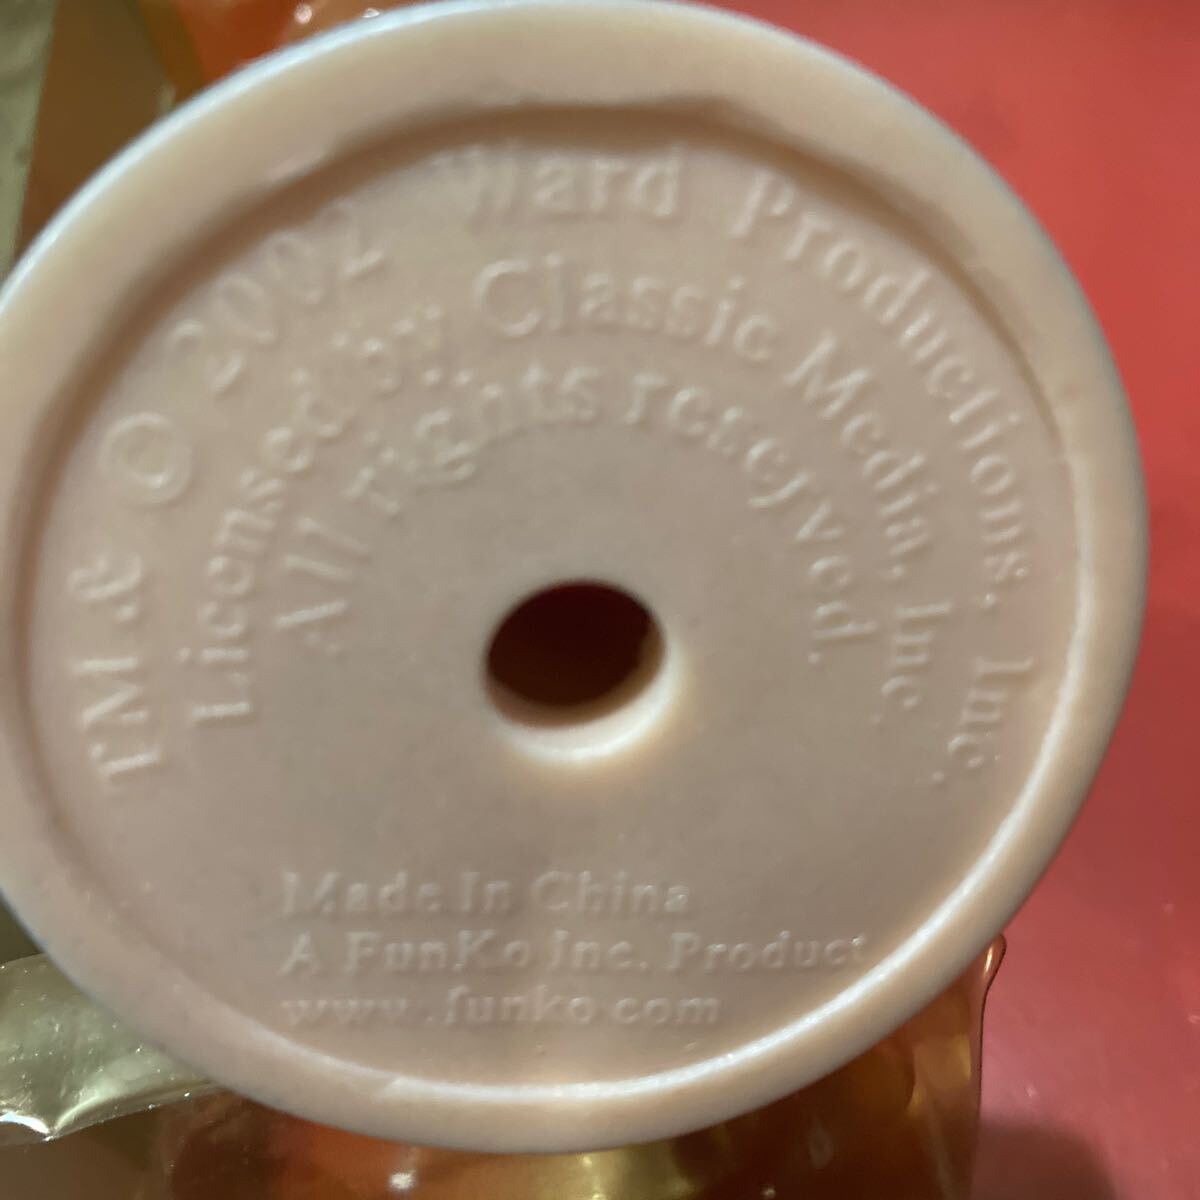 TM & © 2002 Ward Productions, Inc.
Licensed by Classic Media, Inc.
All rights reserved.
Made In China
A FunKo Inc. Product
www.funko.com